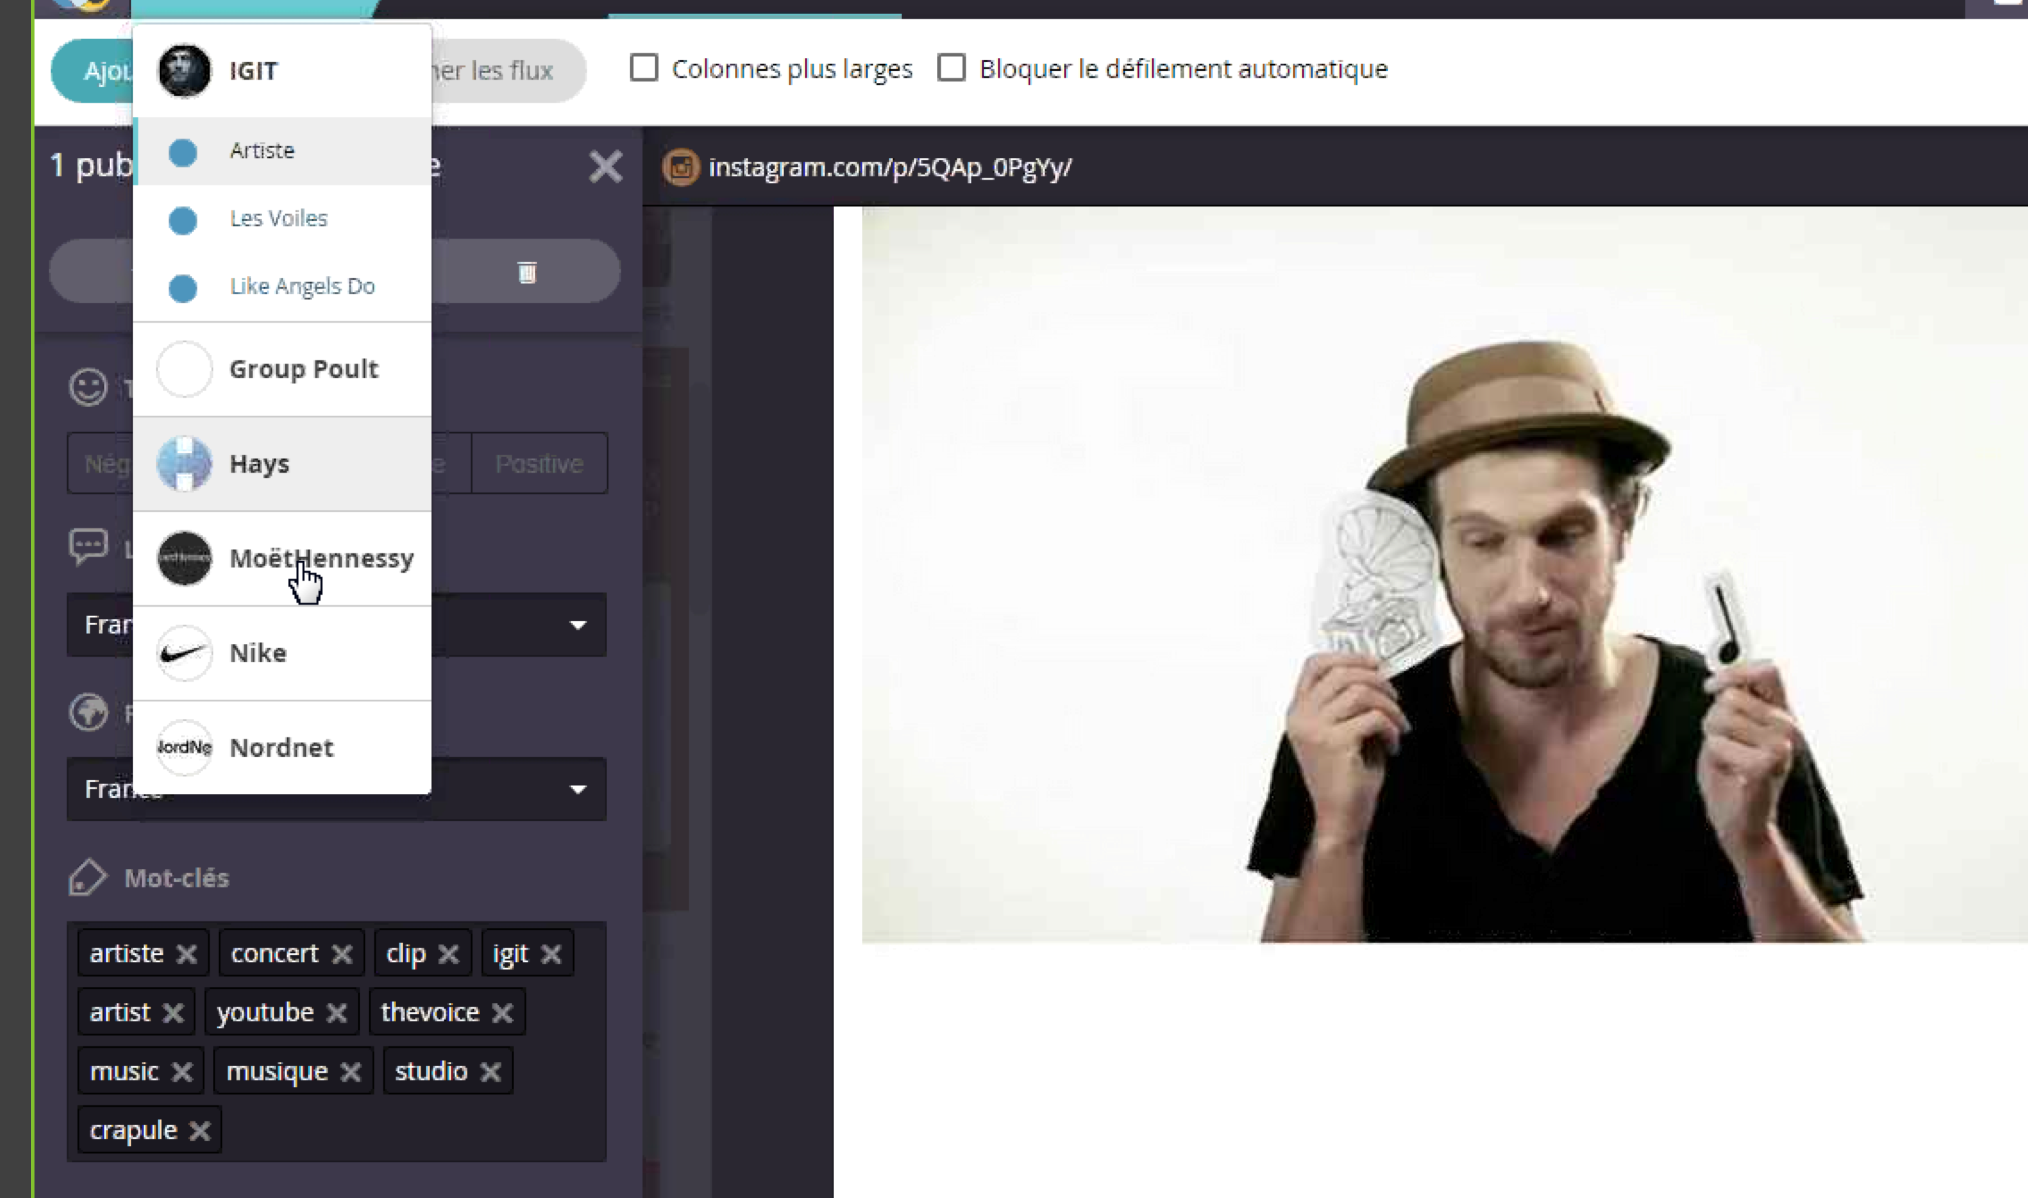 IGIT
Ajou
ner les flux
Colonnes plus larges
Bloquer le défilement automatique
Artiste
1 pub
e
instagram.com/p/5QAp_0PgYy/
Les Voiles
Like Angels Do
Group Poult
Hays
Nég
e
Positive
MoëtHennessy
Fran
Nike
NordNe
Nordnet
France
Mot-clés
artiste
concert
clip
igit
artist
youtube
thevoice
music
musique
studio
crapule